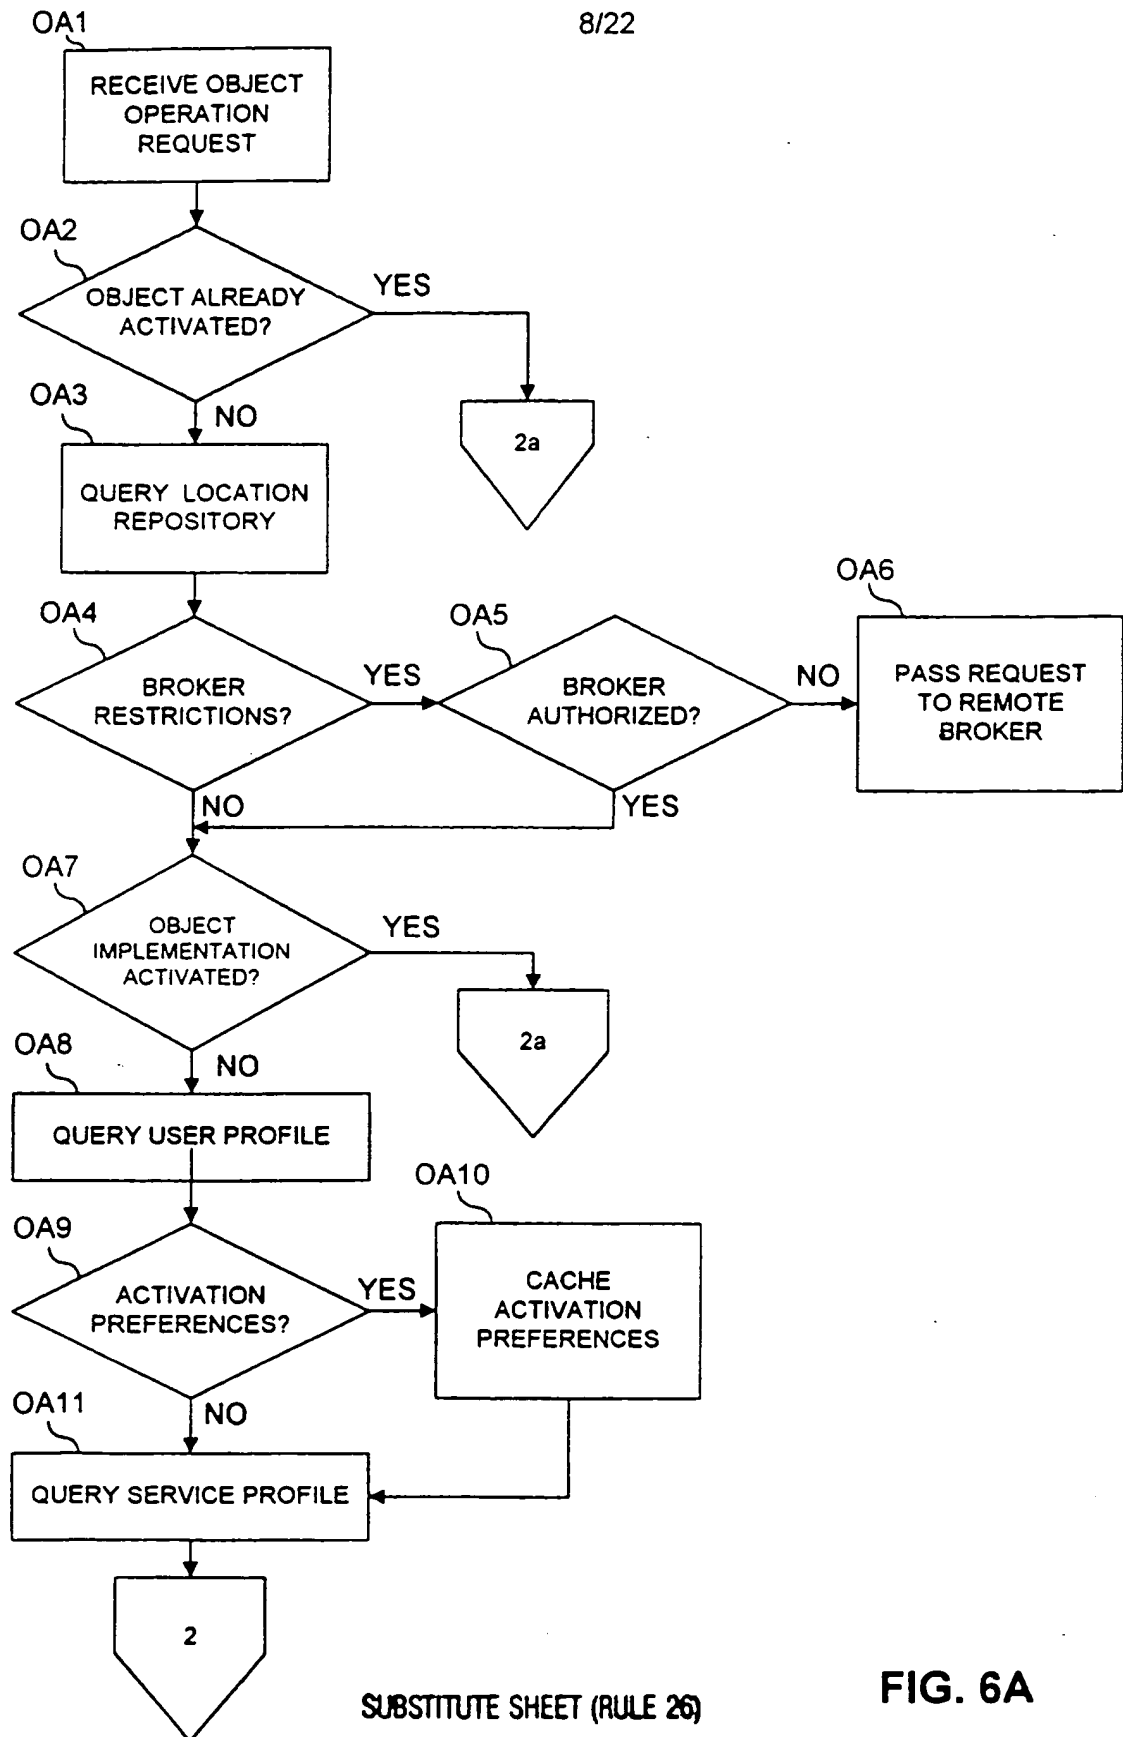 OA1
8/22
RECEIVE OBJECT
OPERATION
REQUEST
OA2
OBJECT ALREADY
ACTIVATED?
YES
2a
NO
OA3
QUERY LOCATION
REPOSITORY
OA4
BROKER
RESTRICTIONS?
YES
OA5
BROKER
AUTHORIZED?
NO
OA6
PASS REQUEST
TO REMOTE
BROKER
NO
YES
OA7
OBJECT
IMPLEMENTATION
ACTIVATED?
YES
2a
NO
OA8
QUERY USER PROFILE
OA9
ACTIVATION
PREFERENCES?
YES
OA10
CACHE
ACTIVATION
PREFERENCES
NO
OA11
QUERY SERVICE PROFILE
2
SUBSTITUTE SHEET (RULE 26)
FIG. 6A